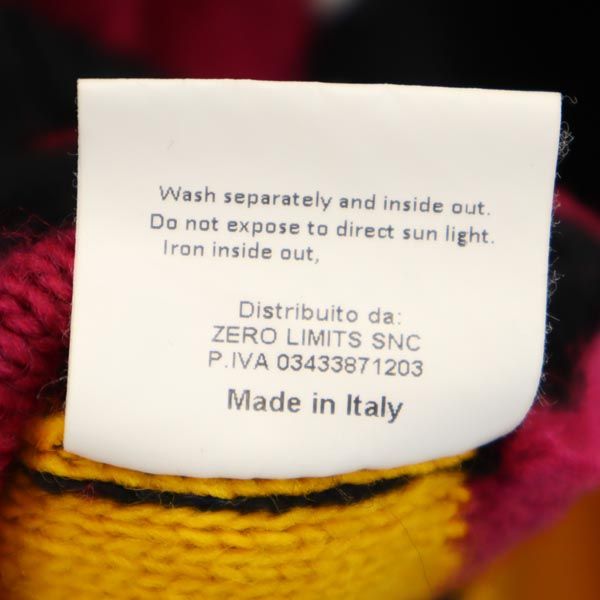 Wash separately and inside out.
Do not expose to direct sun light.
Iron inside out,
Distribuito da:
ZERO LIMITS SNC
P.IVA 03433871203
Made in Italy